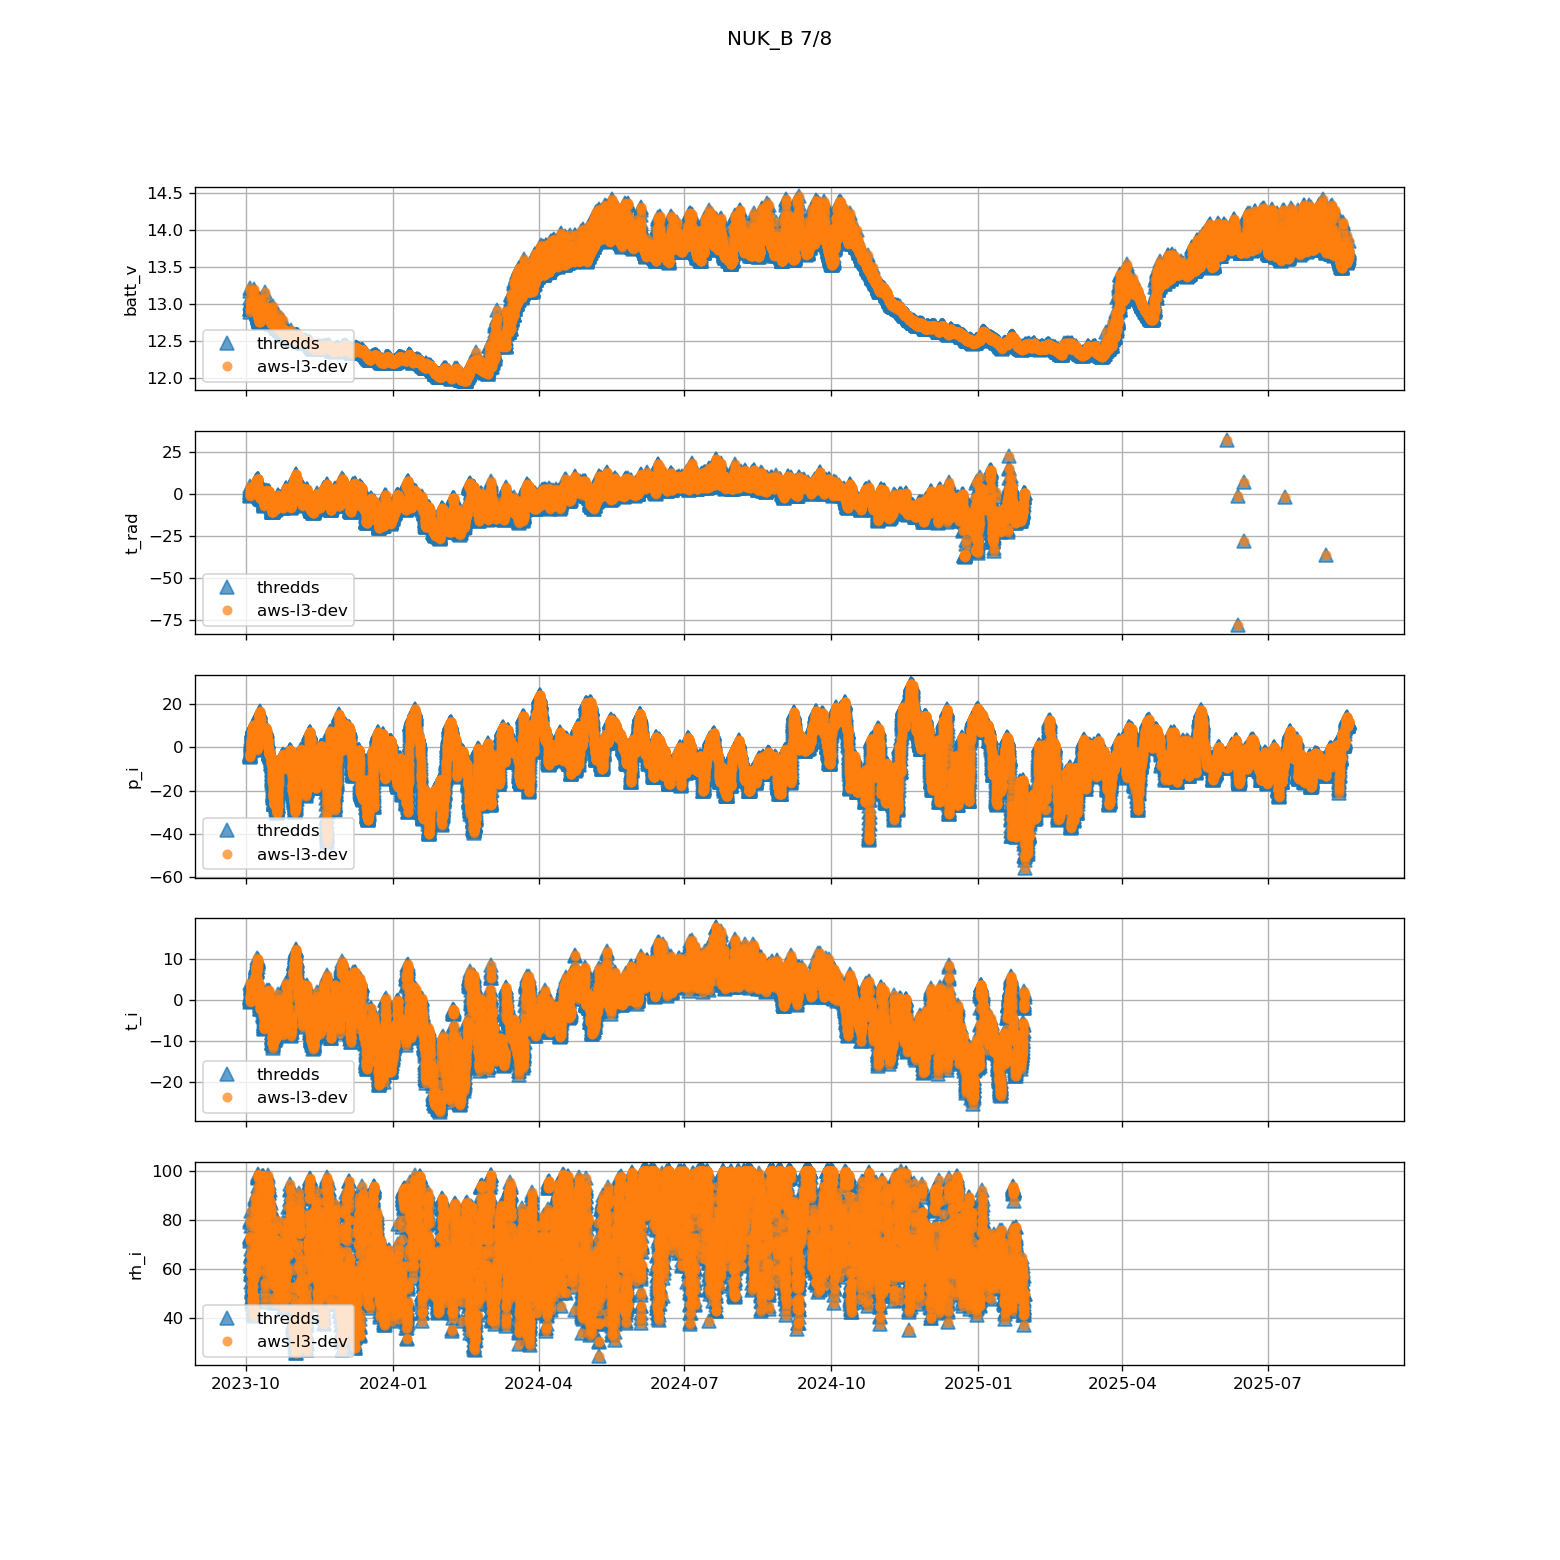 NUK_B 7/8
14.5
14.0
13.5
13.0
12.5
12.0
batt_v
thredds
aws-l3-dev
25
0
−25
−50
−75
t_rad
thredds
aws-l3-dev
20
0
−20
−40
−60
p_i
thredds
aws-l3-dev
10
0
−10
−20
t_i
thredds
aws-l3-dev
100
80
60
40
rh_i
thredds
aws-l3-dev
2023-10 2024-01 2024-04 2024-07 2024-10 2025-01 2025-04 2025-07